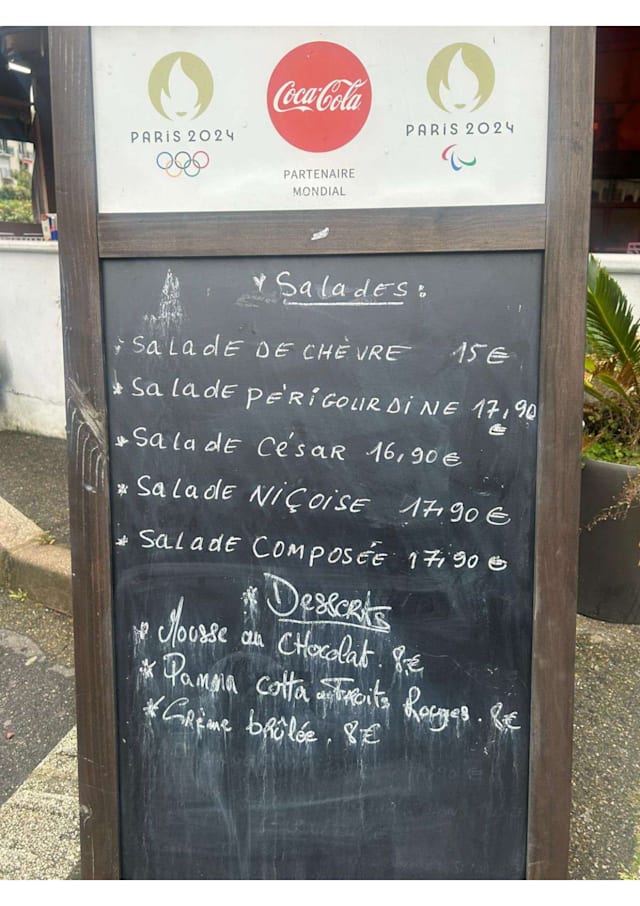 PARIS 2024
Coca-Cola
PARIS 2024
PARTENAIRE
MONDIAL
* Salades :
* Salade DE CHÈVRE 15€
* Salade PÉRIGOURDINE 17,90
€
* Salade César 16,90€
* Salade NIÇOISE 17,90€
* Salade COMPOSÉE 17,90€
* Desserts
* Mousse au CHocolat. 8€
* Panna cotta aux Fruits Rouges. 8€
* Crème brûlée. 8€